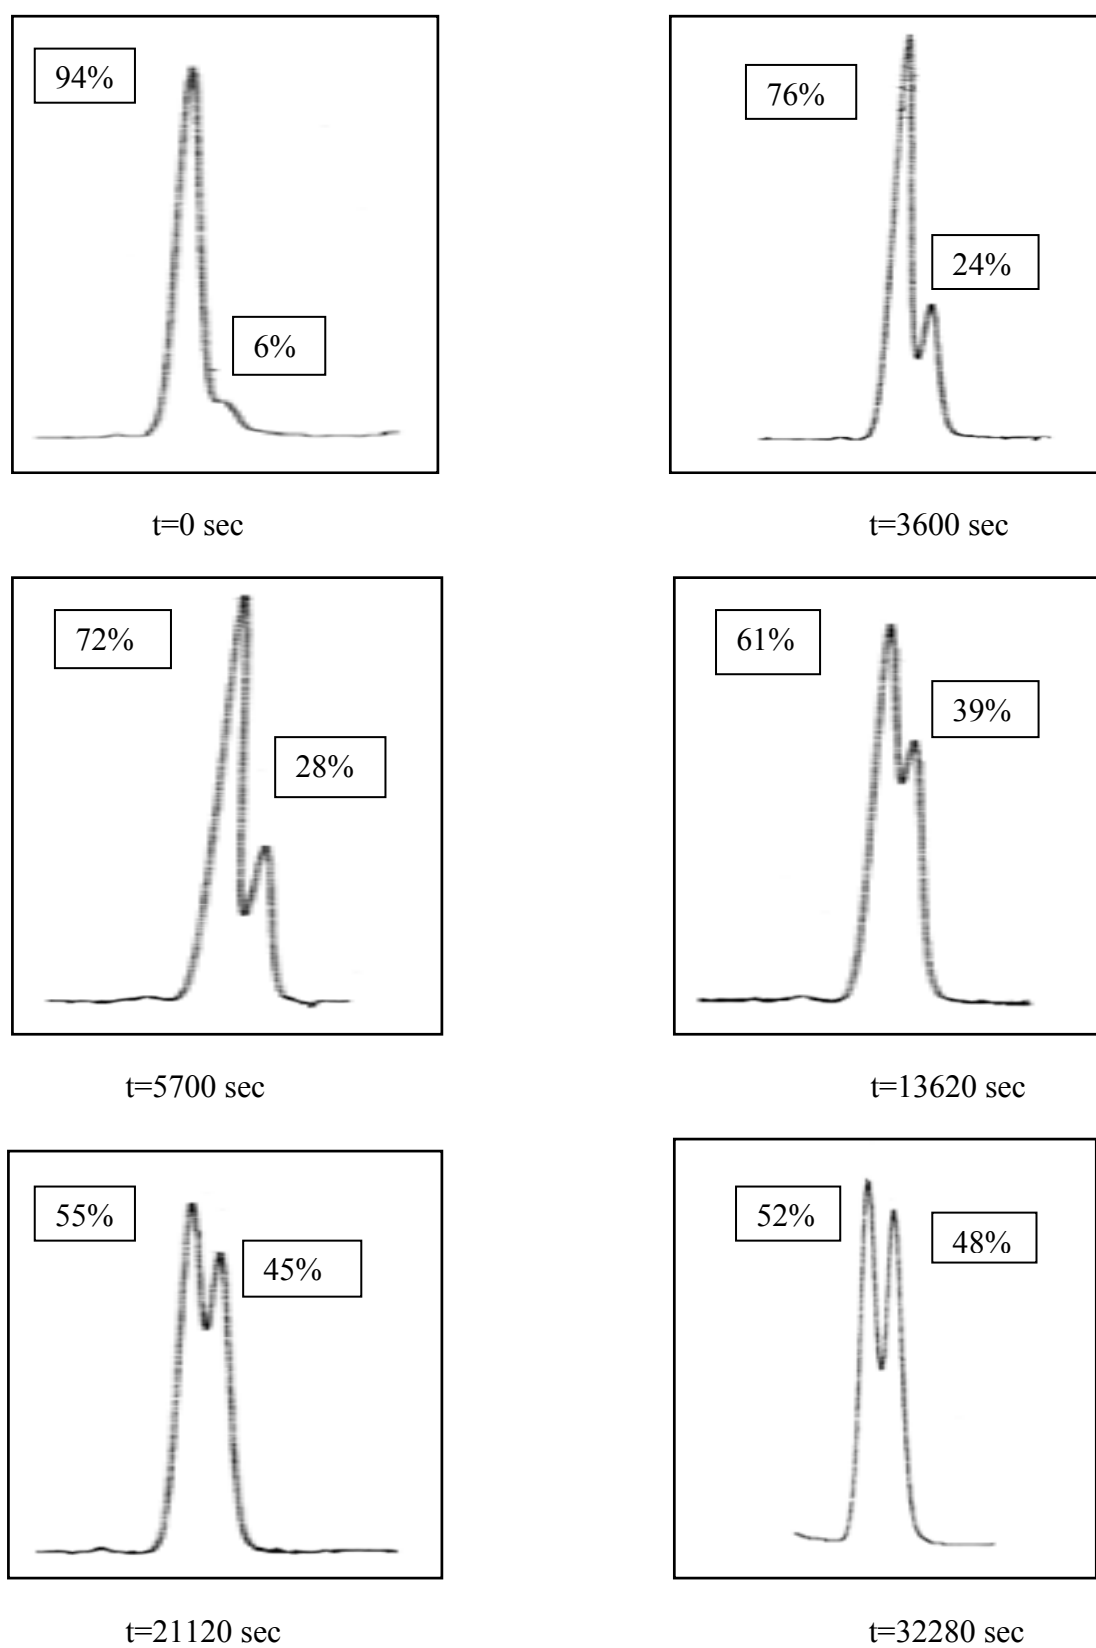 94%
6%
t=0 sec
76%
24%
t=3600 sec
72%
28%
t=5700 sec
61%
39%
t=13620 sec
55%
45%
t=21120 sec
52%
48%
t=32280 sec